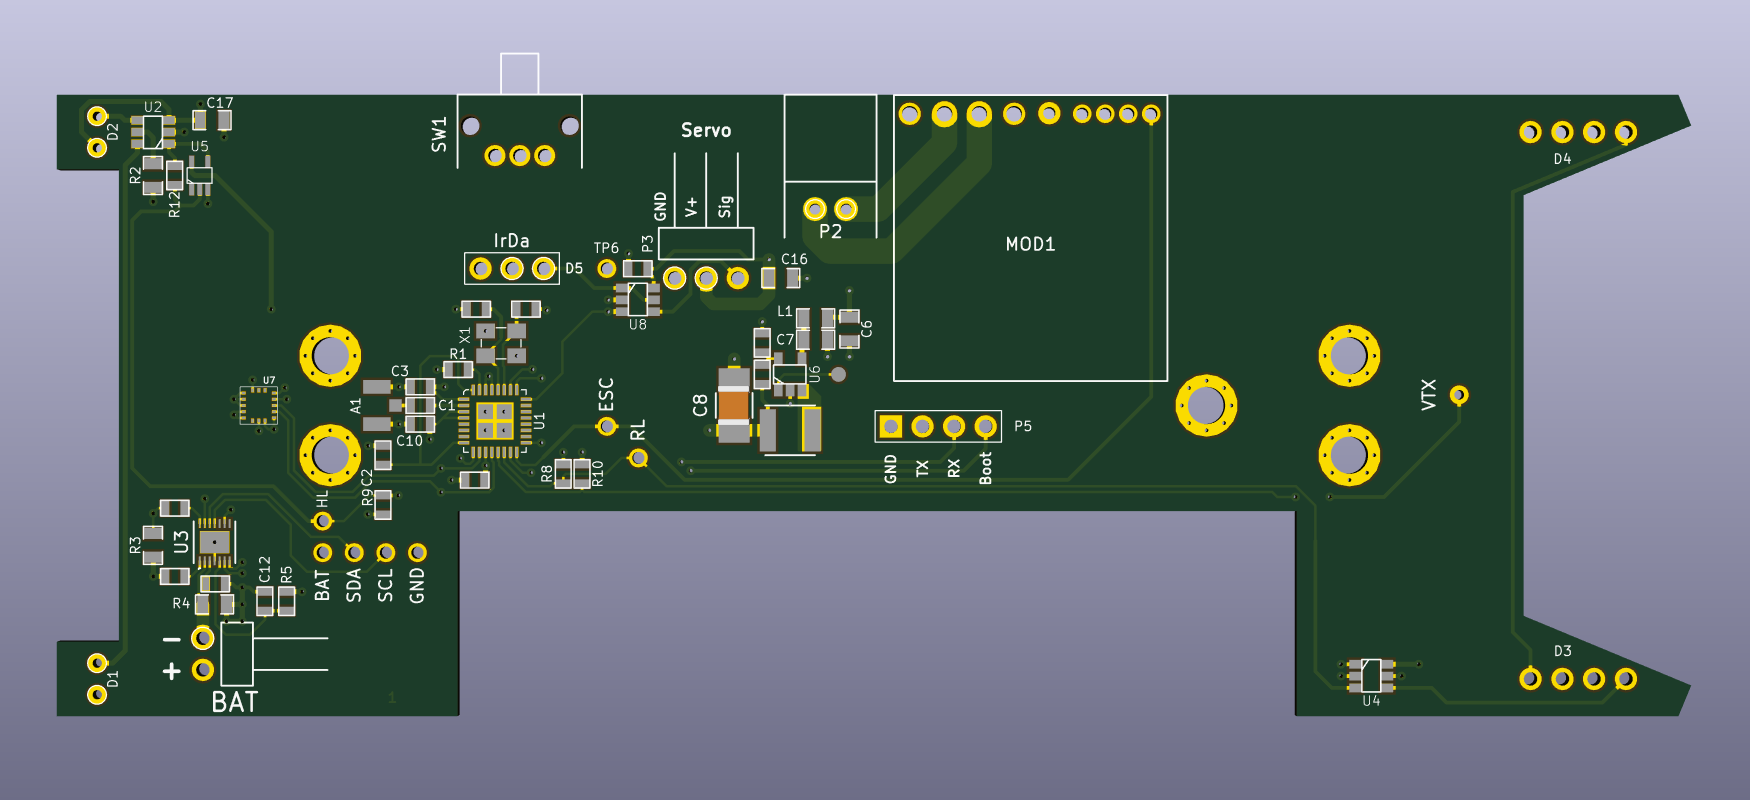 U2
C17
D2
U5
R2
R12
SW1
Servo
GND
V+
Sig
P2
MOD1
D4
IrDa
D5
TP6
P3
C16
U8
X1
L1
C6
C7
U6
R1
C3
U7
A1
C1
C10
U1
ESC
RL
C8
P5
GND
TX
RX
Boot
VTX
R8
R10
C2
R9
HL
R3
U3
C12
R5
R4
BAT
SDA
SCL
GND
-
+
BAT
D1
1
D3
U4